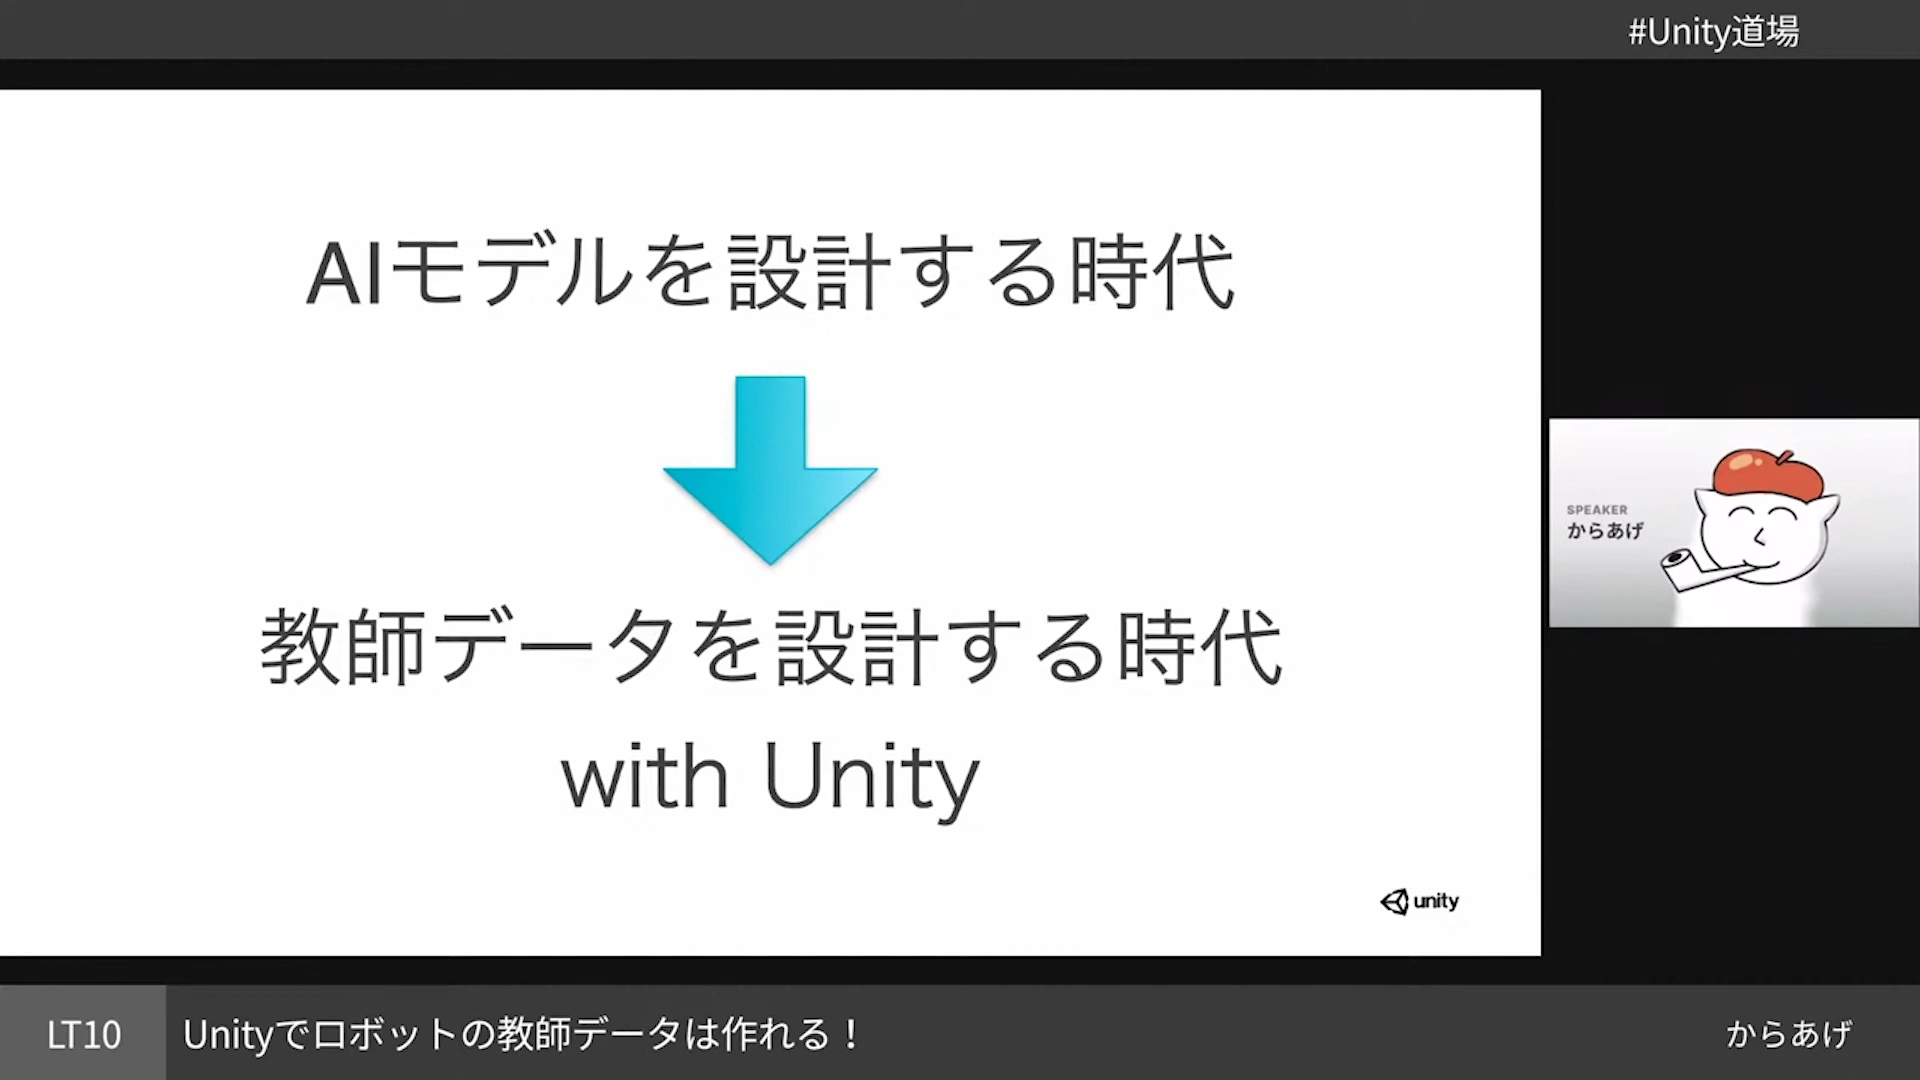 #Unity道場
AIモデルを設計する時代
教師データを設計する時代
with Unity
unity
SPEAKER
からあげ
LT10
Unityでロボットの教師データは作れる！
からあげ